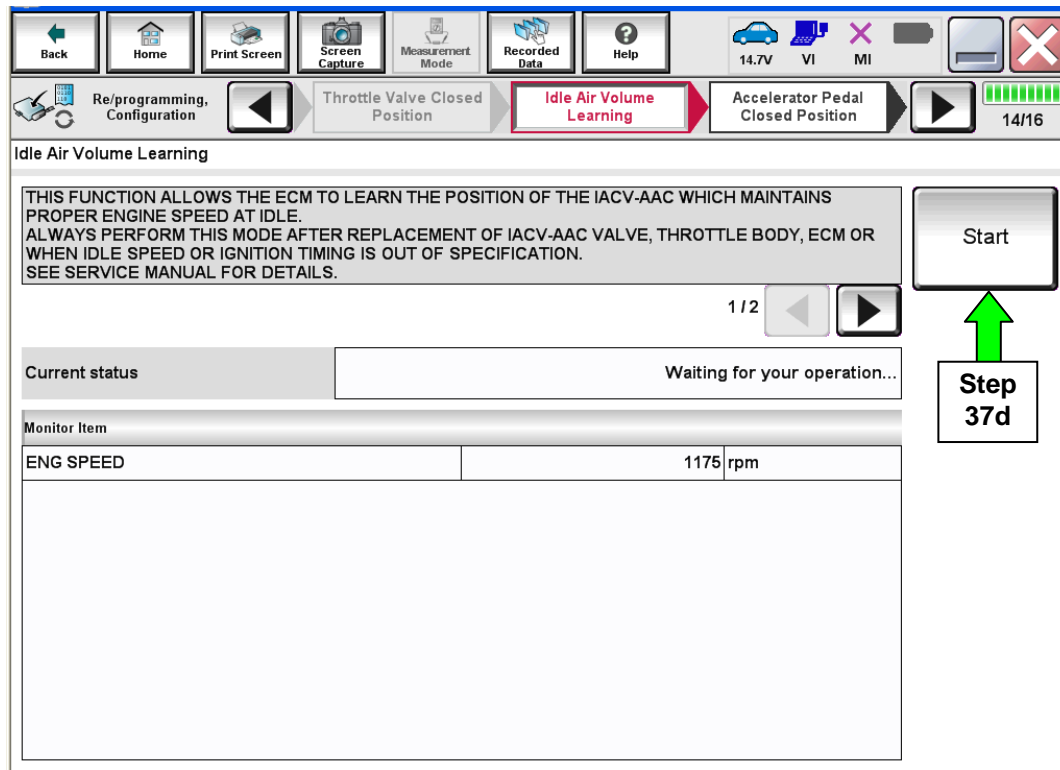 Back
Home
Print Screen
Screen
Capture
Measurement
Mode
Recorded
Data
Help
14.7V
VI
MI
Re/programming,
Configuration
Throttle Valve Closed
Position
Idle Air Volume
Learning
Accelerator Pedal
Closed Position
14/16
Idle Air Volume Learning
THIS FUNCTION ALLOWS THE ECM TO LEARN THE POSITION OF THE IACV-AAC WHICH MAINTAINS
PROPER ENGINE SPEED AT IDLE.
ALWAYS PERFORM THIS MODE AFTER REPLACEMENT OF IACV-AAC VALVE, THROTTLE BODY, ECM OR
WHEN IDLE SPEED OR IGNITION TIMING IS OUT OF SPECIFICATION.
SEE SERVICE MANUAL FOR DETAILS.
Start
1/2
Current status
Waiting for your operation...
Step
37d
Monitor Item
ENG SPEED 1175 rpm